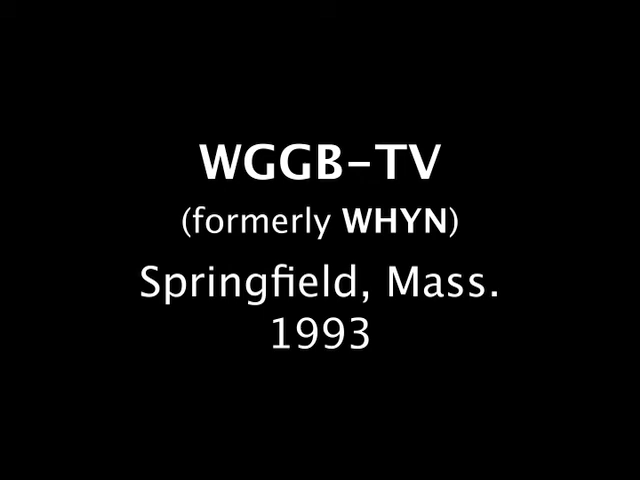 WGGB-TV
(formerly WHYN)
Springfield, Mass.
1993